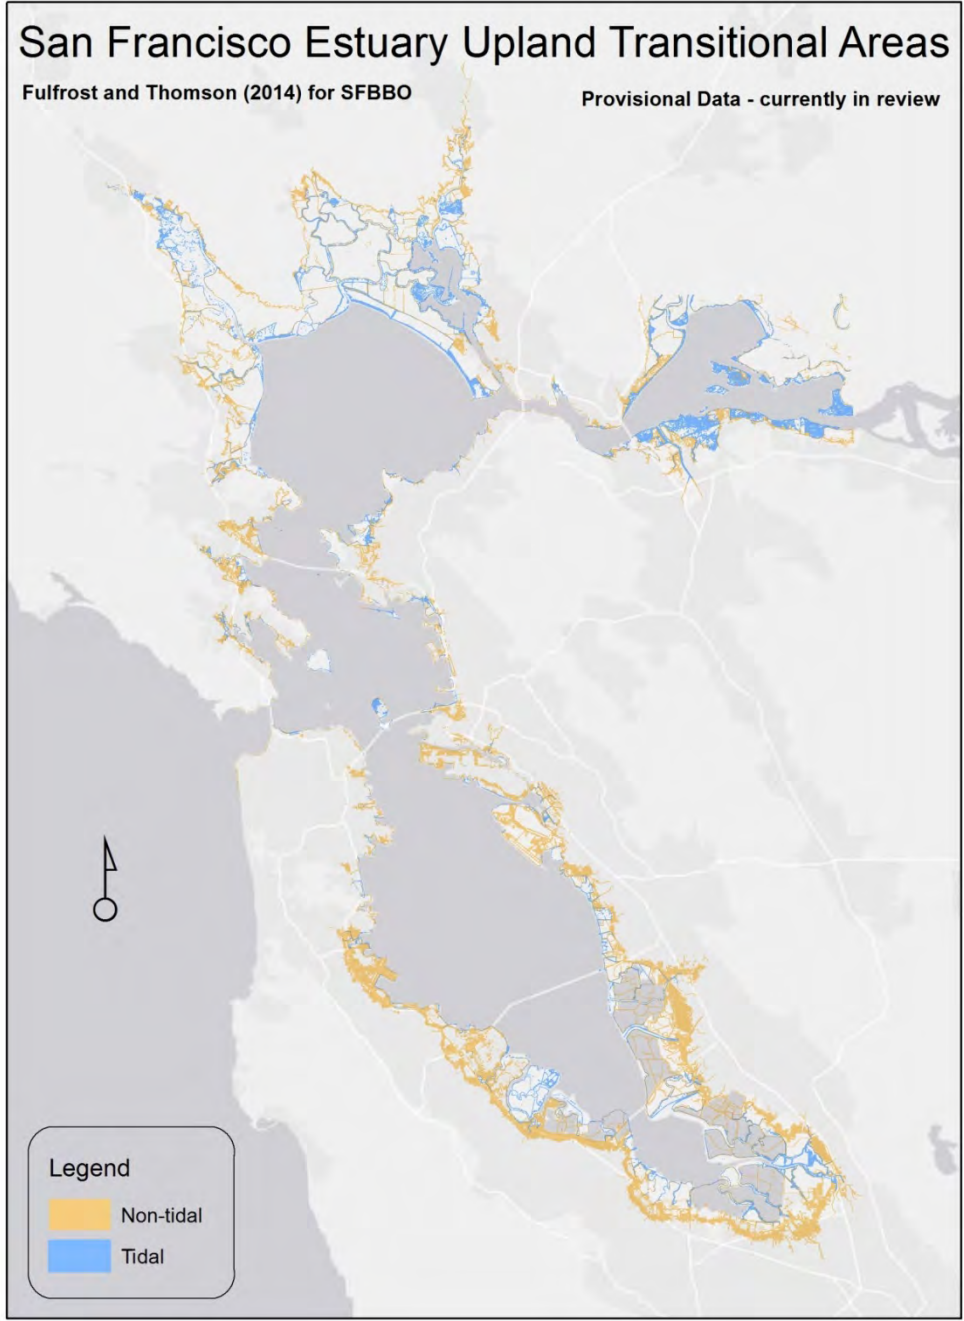 San Francisco Estuary Upland Transitional Areas
Fulfrost and Thomson (2014) for SFBBO
Provisional Data - currently in review
Legend
Non-tidal
Tidal